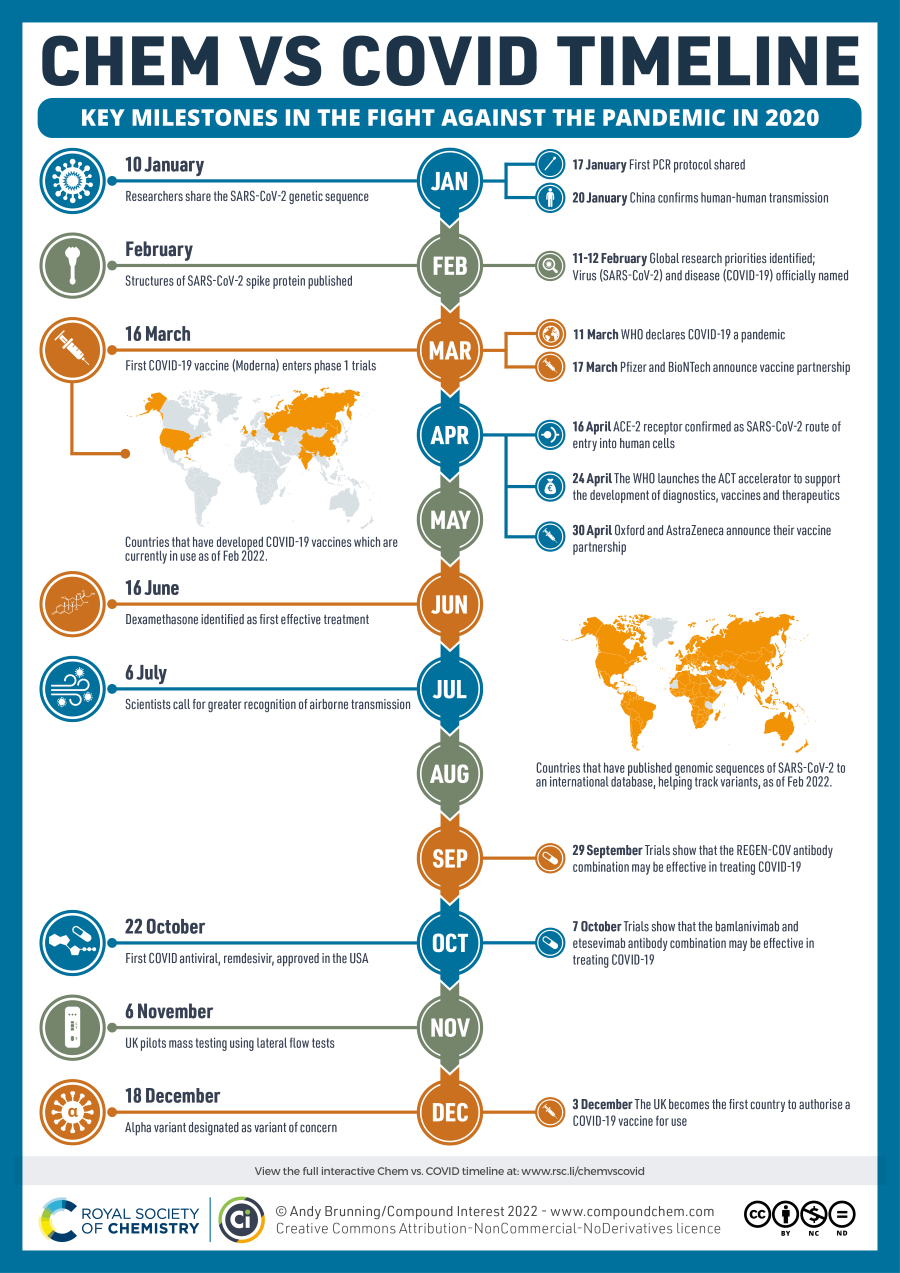 CHEM VS COVID TIMELINE
KEY MILESTONES IN THE FIGHT AGAINST THE PANDEMIC IN 2020
JAN
10 January
Researchers share the SARS-CoV-2 genetic sequence
17 January First PCR protocol shared
20 January China confirms human-human transmission
FEB
February
Structures of SARS-CoV-2 spike protein published
11-12 February Global research priorities identified;
Virus (SARS-CoV-2) and disease (COVID-19) officially named
MAR
16 March
First COVID-19 vaccine (Moderna) enters phase 1 trials
11 March WHO declares COVID-19 a pandemic
17 March Pfizer and BioNTech announce vaccine partnership
Countries that have developed COVID-19 vaccines which are
currently in use as of Feb 2022.
APR
16 April ACE-2 receptor confirmed as SARS-CoV-2 route of
entry into human cells
24 April The WHO launches the ACT accelerator to support
the development of diagnostics, vaccines and therapeutics
€
30 April Oxford and AstraZeneca announce their vaccine
partnership
MAY
JUN
16 June
Dexamethasone identified as first effective treatment
JUL
6 July
Scientists call for greater recognition of airborne transmission
Countries that have published genomic sequences of SARS-CoV-2 to
an international database, helping track variants, as of Feb 2022.
AUG
SEP
29 September Trials show that the REGEN-COV antibody
combination may be effective in treating COVID-19
OCT
22 October
First COVID antiviral, remdesivir, approved in the USA
7 October Trials show that the bamlanivimab and
etesevimab antibody combination may be effective in
treating COVID-19
NOV
6 November
UK pilots mass testing using lateral flow tests
DEC
18 December
Alpha variant designated as variant of concern
α
3 December The UK becomes the first country to authorise a
COVID-19 vaccine for use
View the full interactive Chem vs. COVID timeline at: www.rsc.li/chemvscovid
ROYAL SOCIETY
OF CHEMISTRY
Ci
© Andy Brunning/Compound Interest 2022 - www.compoundchem.com
Creative Commons Attribution-NonCommercial-NoDerivatives licence
cc
BY NC ND